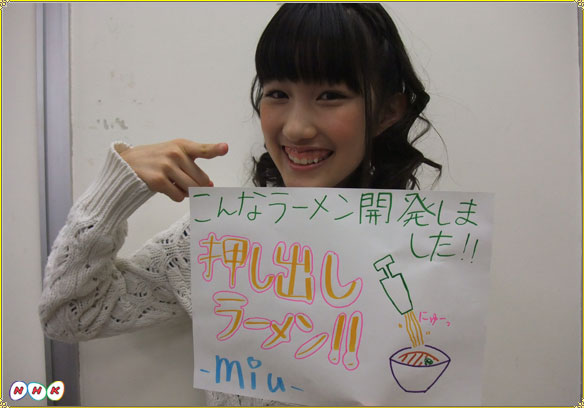 こんなラーメン開発しま
した!!
押し出し
ラーメン!!
にゅーっ
-miu-
NHK